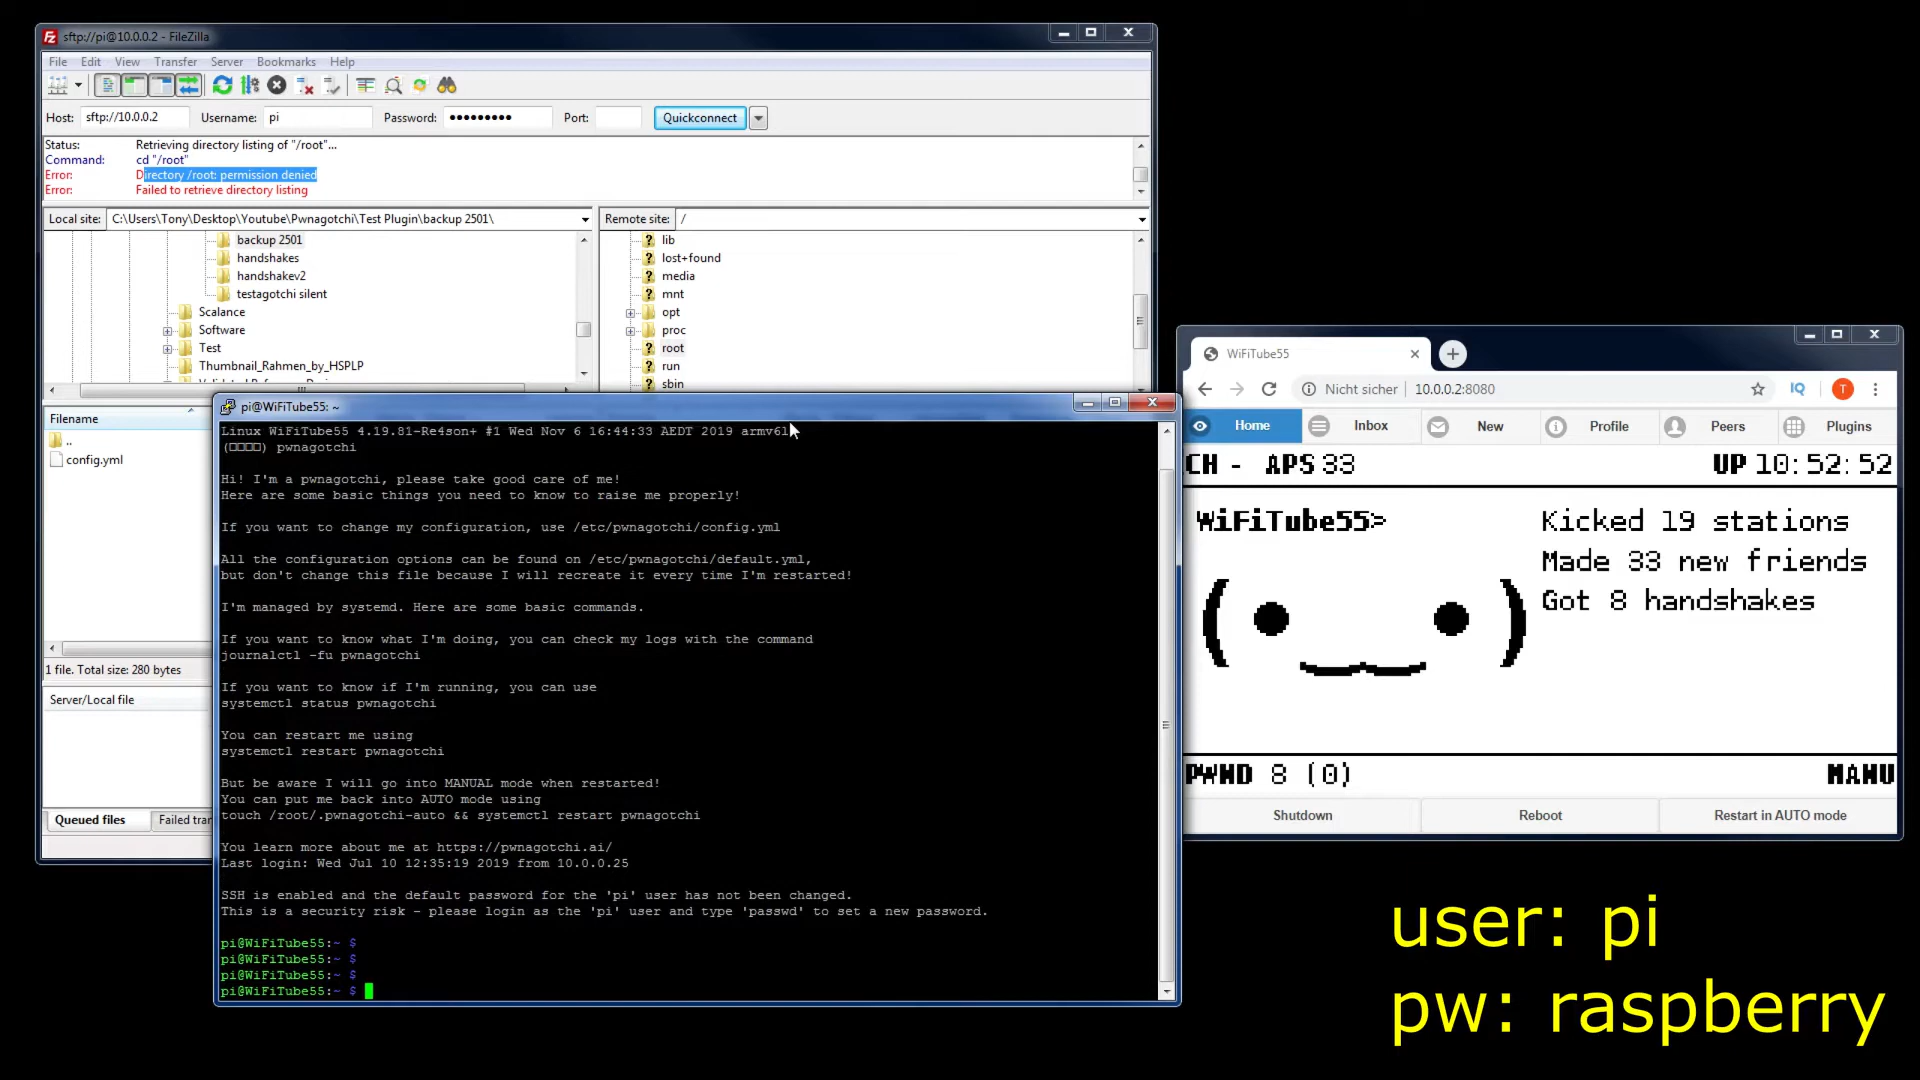 sftp://pi@10.0.0.2 - FileZilla
File Edit View Transfer Server Bookmarks Help
Host: sftp://10.0.0.2 Username: pi Password: ●●●●●●●●● Port: Quickconnect
Status: Retrieving directory listing of "/root"...
Command: cd "/root"
Error: Directory /root: permission denied
Error: Failed to retrieve directory listing
Local site: C:\Users\Tony\Desktop\Youtube\Pwnagotchi\Test Plugin\backup 2501\
backup 2501
handshakes
handshakev2
testagotchi silent
Scalance
Software
Test
Thumbnail_Rahmen_by_HSPLP
Remote site: /
lib
lost+found
media
mnt
opt
proc
root
run
sbin
Filename
..
config.yml
1 file. Total size: 280 bytes
Server/Local file
Queued files Failed tran
pi@WiFiTube55: ~
Linux WiFiTube55 4.19.81-Re4son+ #1 Wed Nov 6 16:44:33 AEDT 2019 armv6l
(□□□□) pwnagotchi
Hi! I'm a pwnagotchi, please take good care of me!
Here are some basic things you need to know to raise me properly!
If you want to change my configuration, use /etc/pwnagotchi/config.yml
All the configuration options can be found on /etc/pwnagotchi/default.yml,
but don't change this file because I will recreate it every time I'm restarted!
I'm managed by systemd. Here are some basic commands.
If you want to know what I'm doing, you can check my logs with the command
journalctl -fu pwnagotchi
If you want to know if I'm running, you can use
systemctl status pwnagotchi
You can restart me using
systemctl restart pwnagotchi
But be aware I will go into MANUAL mode when restarted!
You can put me back into AUTO mode using
touch /root/.pwnagotchi-auto && systemctl restart pwnagotchi
You learn more about me at https://pwnagotchi.ai/
Last login: Wed Jul 10 12:35:19 2019 from 10.0.0.25
SSH is enabled and the default password for the 'pi' user has not been changed.
This is a security risk - please login as the 'pi' user and type 'passwd' to set a new password.
pi@WiFiTube55:~ $
pi@WiFiTube55:~ $
pi@WiFiTube55:~ $
pi@WiFiTube55:~ $
WiFiTube55
Nicht sicher 10.0.0.2:8080 IQ T
Home Inbox New Profile Peers Plugins
CH - APS 33 UP 10:52:52
WiFiTube55>
Kicked 19 stations
Made 33 new friends
Got 8 handshakes
PWND 8 (0) MANU
Shutdown Reboot Restart in AUTO mode
user: pi
pw: raspberry